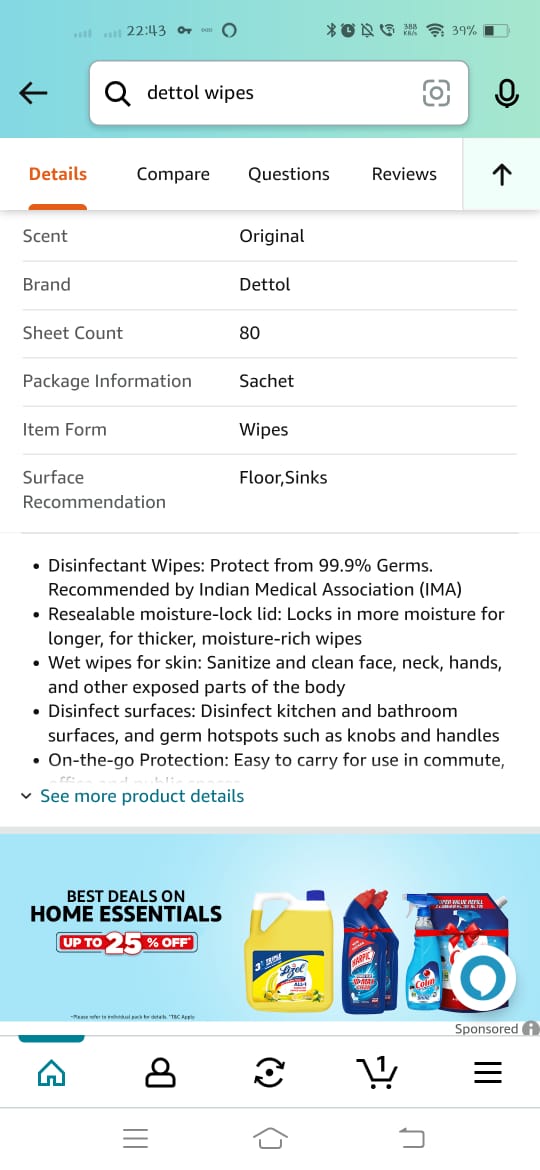 22:43
388
KB/s
39%
dettol wipes
Details Compare Questions Reviews
Scent Original
Brand Dettol
Sheet Count 80
Package Information Sachet
Item Form Wipes
Surface Floor,Sinks
Recommendation
• Disinfectant Wipes: Protect from 99.9% Germs.
Recommended by Indian Medical Association (IMA)
• Resealable moisture-lock lid: Locks in more moisture for
longer, for thicker, moisture-rich wipes
• Wet wipes for skin: Sanitize and clean face, neck, hands,
and other exposed parts of the body
• Disinfect surfaces: Disinfect kitchen and bathroom
surfaces, and germ hotspots such as knobs and handles
• On-the-go Protection: Easy to carry for use in commute,
office and public spaces
See more product details
BEST DEALS ON
HOME ESSENTIALS
UP TO 25 % OFF*
SUPER VALUE REFILL
3X TRIPLE
Lizol
HARPIC
Colin
*Please refer to individual pack for details. *T&C Apply
Sponsored
1